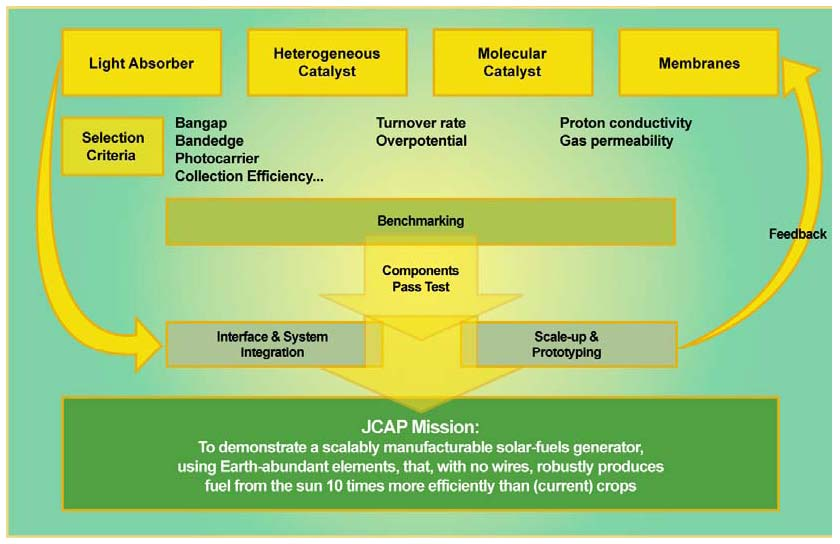 Light Absorber
Heterogeneous
Catalyst
Molecular
Catalyst
Membranes
Selection
Criteria
Bangap
Bandedge
Photocarrier
Collection Efficiency...
Turnover rate
Overpotential
Proton conductivity
Gas permeability
Benchmarking
Feedback
Components
Pass Test
Interface & System
Integration
Scale-up &
Prototyping
JCAP Mission:
To demonstrate a scalably manufacturable solar-fuels generator,
using Earth-abundant elements, that, with no wires, robustly produces
fuel from the sun 10 times more efficiently than (current) crops